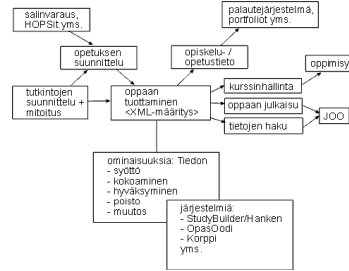 salinvaraus,
HOPSit yms.
palautejärjestelmä,
portfoliot yms.
opetuksen
suunnittelu
opiskelu- /
opetustieto
oppimisy
tutkintojen
suunnittelu +
mitoitus
oppaan
tuottaminen
<XML-määritys>
kurssinhallinta
oppaan julkaisu
tietojen haku
JOO
ominaisuuksia: Tiedon
- syöttö
- kokoaminen
- hyväksyminen
- poisto
- muutos
järjestelmiä:
- StudyBuilder/Hanken
- OpasOodi
- Korppi
yms.